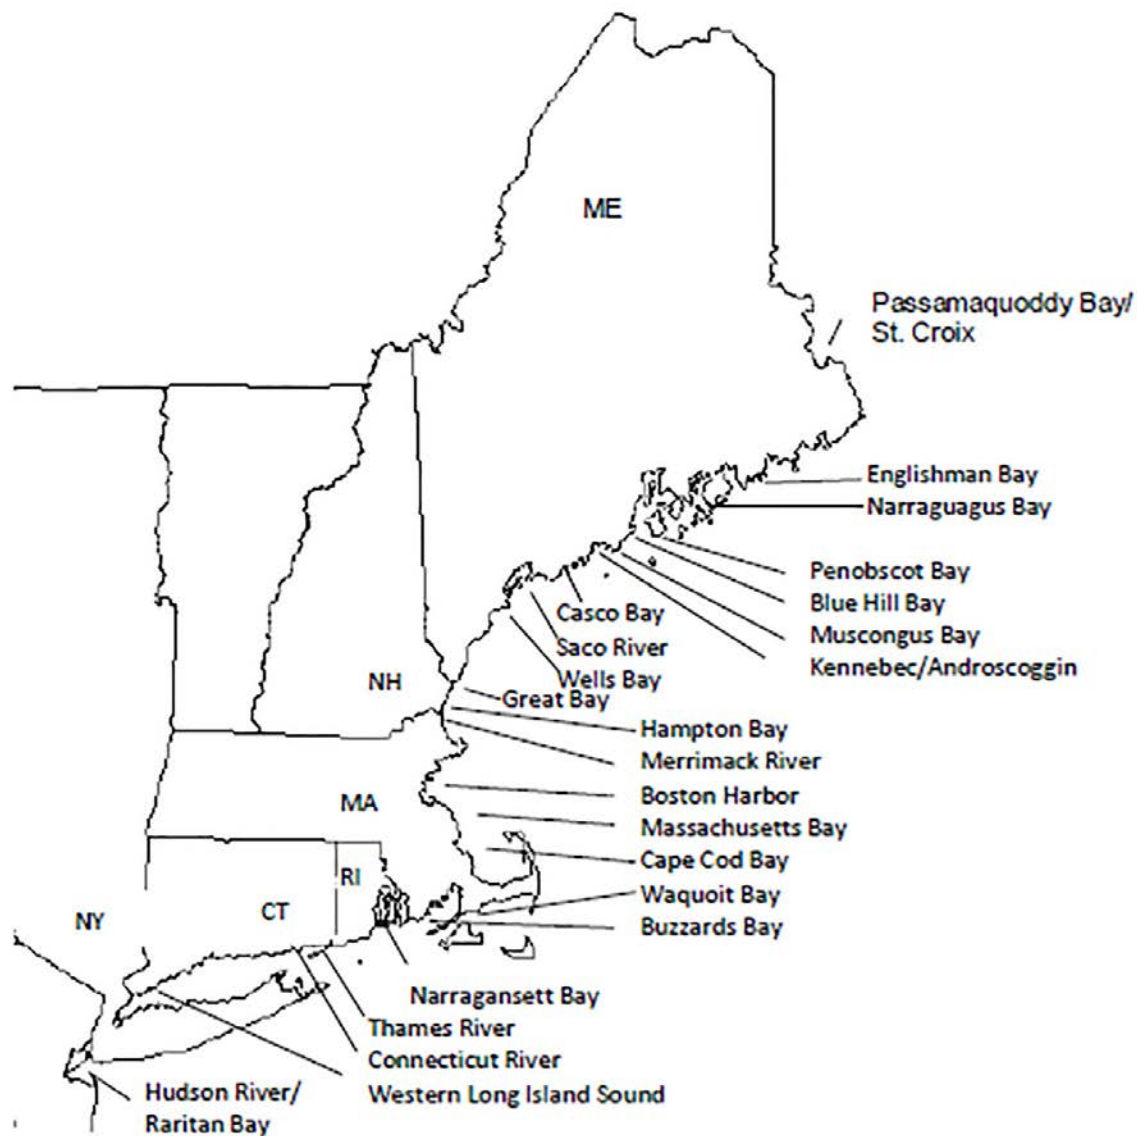 ME
Passamaquoddy Bay/
St. Croix
Englishman Bay
Narraguagus Bay
Penobscot Bay
Blue Hill Bay
Muscongus Bay
Kennebec/Androscoggin
Casco Bay
Saco River
Wells Bay
Great Bay
NH
Hampton Bay
Merrimack River
Boston Harbor
MA
Massachusetts Bay
Cape Cod Bay
RI
Waquoit Bay
CT
NY
Buzzards Bay
Narragansett Bay
Thames River
Connecticut River
Western Long Island Sound
Hudson River/
Raritan Bay